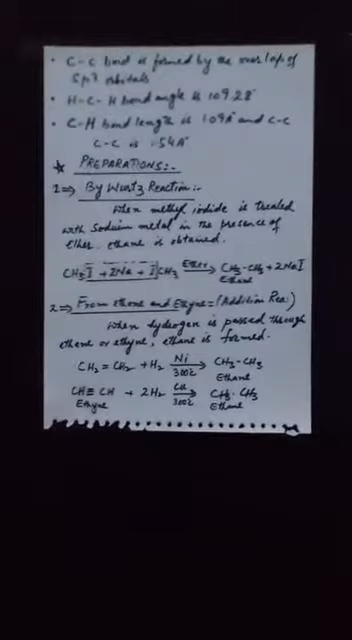 • C-C bond is formed by the overlap of
Sp3 orbitals
• H-C-H bond angle is 109.28°
• C-H bond length is 1.09A° and C-C
C-C is 1.54A°
* PREPARATIONS:-
1⇒ By Wurtz Reaction:-
When methyl iodide is treated
with Sodium metal in the presence of
Ether. ethane is obtained.
CH3I + 2Na + ICH3 Ether→ CH3-CH3 + 2NaI
Ethane
2⇒ From ethene and Ethyne=(Addition Rea:)
When hydrogen is passed through
ethene or ethyne, ethane is formed.
CH2=CH2 + H2 Ni→ CH3-CH3
300°C Ethane
CH≡CH + 2H2 → CH3-CH3
Ethyne 300°C Ethane